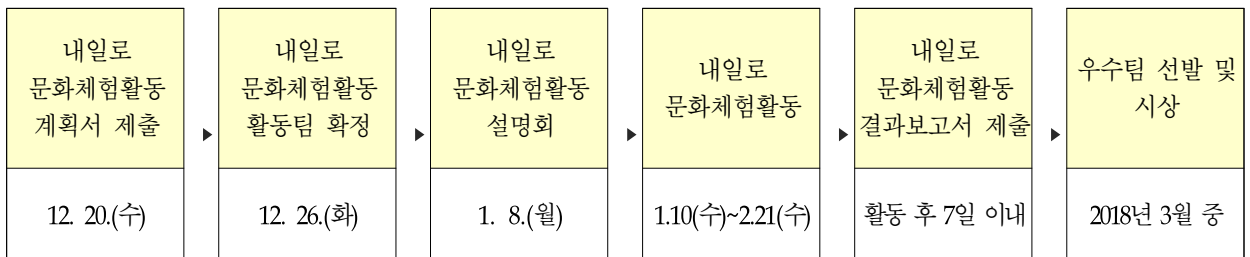 내일로
문화체험활동
계획서 제출
12. 20.(수)
▶
내일로
문화체험활동
활동팀 확정
12. 26.(화)
▶
내일로
문화체험활동
설명회
1. 8.(월)
▶
내일로
문화체험활동
1.10(수)~2.21(수)
▶
내일로
문화체험활동
결과보고서 제출
활동 후 7일 이내
▶
우수팀 선발 및
시상
2018년 3월 중